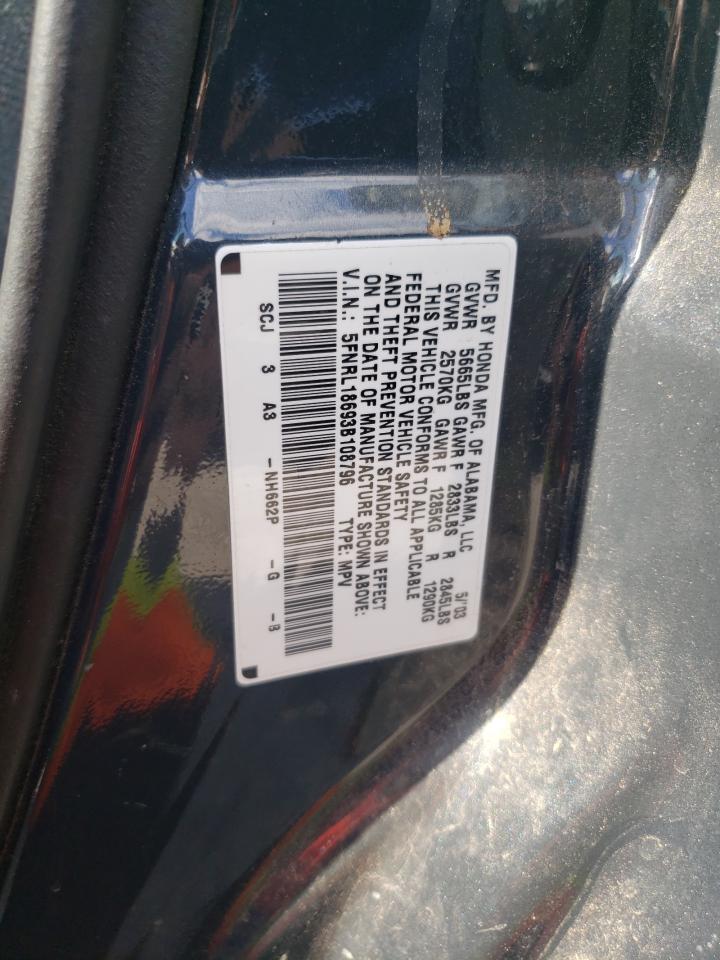 MFD. BY HONDA MFG. OF ALABAMA, LLC 5/'03
GVWR 5665LBS GAWR F 2833LBS R 2845LBS
GVWR 2570KG GAWR F 1285KG R 1290KG
THIS VEHICLE CONFORMS TO ALL APPLICABLE
FEDERAL MOTOR VEHICLE SAFETY
AND THEFT PREVENTION STANDARDS IN EFFECT
ON THE DATE OF MANUFACTURE SHOWN ABOVE:
V.I.N.: 5FNRL18693B108796 TYPE: MPV
SCJ 3 A3 -NH662P -G -B